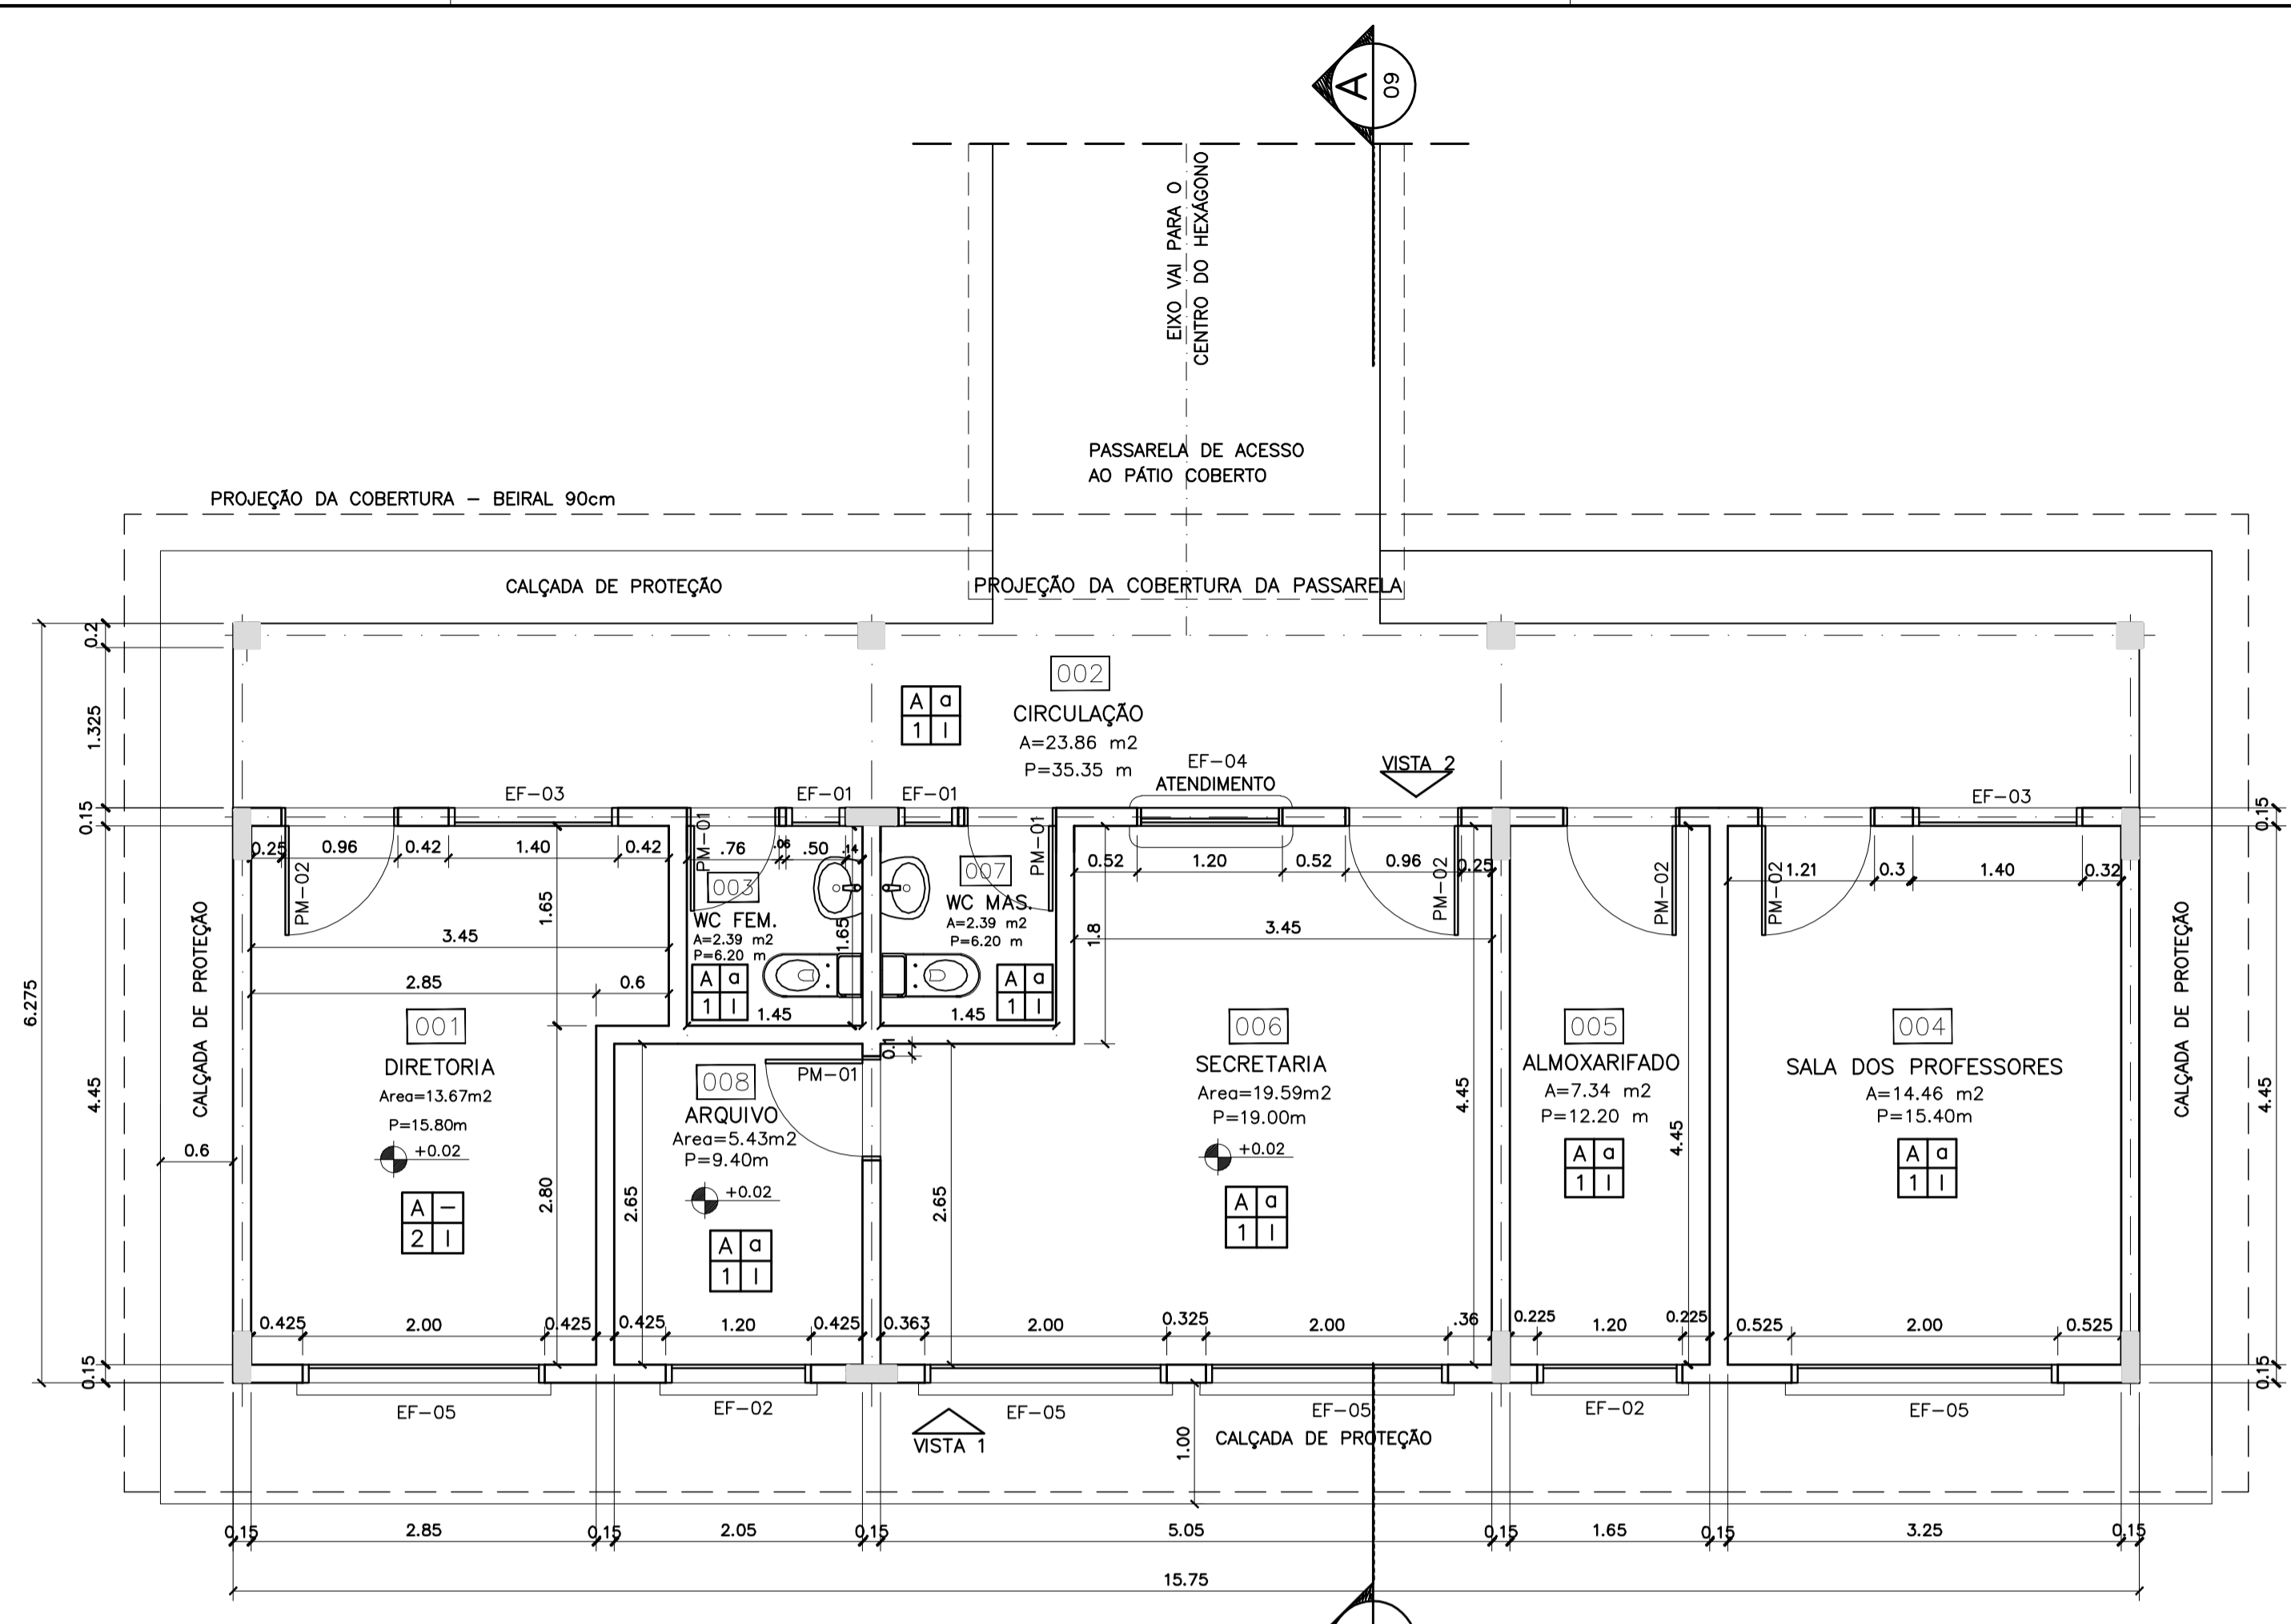 A
09
EIXO VAI PARA O
CENTRO DO HEXÁGONO
PASSARELA DE ACESSO
AO PÁTIO COBERTO
PROJEÇÃO DA COBERTURA – BEIRAL 90cm
CALÇADA DE PROTEÇÃO
PROJEÇÃO DA COBERTURA DA PASSARELA
0.2
1.325
0.15
6.275
4.45
0.15
002
CIRCULAÇÃO
A=23.86 m2
P=35.35 m
A a
1 l
EF-04
ATENDIMENTO
VISTA 2
EF-03
EF-01
EF-01
EF-03
0.15
0.25
0.96
0.42
1.40
0.42
PM-02
PM-01
.76
.06
.50
.14
PM-01
0.52
1.20
0.52
0.96
0.25
PM-02
PM-02
PM-02
1.21
0.3
1.40
0.32
003
WC FEM.
A=2.39 m2
P=6.20 m
A a
1 l
1.65
1.45
007
WC MAS.
A=2.39 m2
P=6.20 m
A a
1 l
1.45
1.65
3.45
2.85
0.6
1.8
3.45
CALÇADA DE PROTEÇÃO
0.6
001
DIRETORIA
Area=13.67m2
P=15.80m
+0.02
A –
2 l
2.80
008
ARQUIVO
Area=5.43m2
P=9.40m
+0.02
A a
1 l
2.65
PM-01
0.1
2.65
006
SECRETARIA
Area=19.59m2
P=19.00m
+0.02
A a
1 l
4.45
005
ALMOXARIFADO
A=7.34 m2
P=12.20 m
A a
1 l
4.45
004
SALA DOS PROFESSORES
A=14.46 m2
P=15.40m
A a
1 l
CALÇADA DE PROTEÇÃO
4.45
0.15
0.425
2.00
0.425
0.425
1.20
0.425
0.363
2.00
0.325
2.00
.36
0.225
1.20
0.225
0.525
2.00
0.525
EF-05
EF-02
EF-05
EF-05
EF-02
EF-05
VISTA 1
1.00
CALÇADA DE PROTEÇÃO
0.15
2.85
0.15
2.05
0.15
5.05
0.15
1.65
0.15
3.25
0.15
15.75